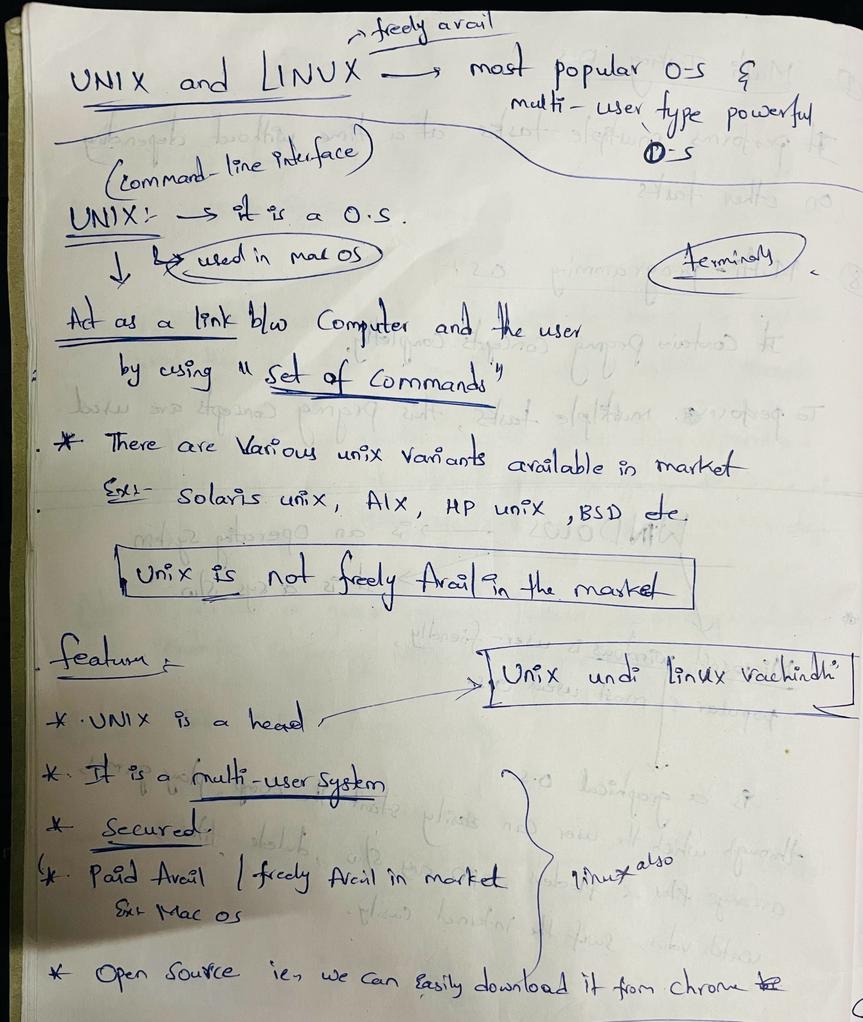 freely avail
UNIX and LINUX → most popular O-S &
multi-user type powerful
O-S
(command-line interface)
UNIX:- → it is a O.S.
↓ ↳ used in mac OS
terminals
Act as a link b/w Computer and the user
by using "set of commands"
* There are various unix variants available in market
Ex:- Solaris unix, AIX, HP unix, BSD etc.
Unix is not freely Avail in the market
feature :-
Unix undi linux vachindhi
* UNIX is a head
* It is a multi-user system
* Secured.
* Paid Avail / freely Avail in market
Ex:- Mac OS
linux also
* Open source ie, we can easily download it from chrome